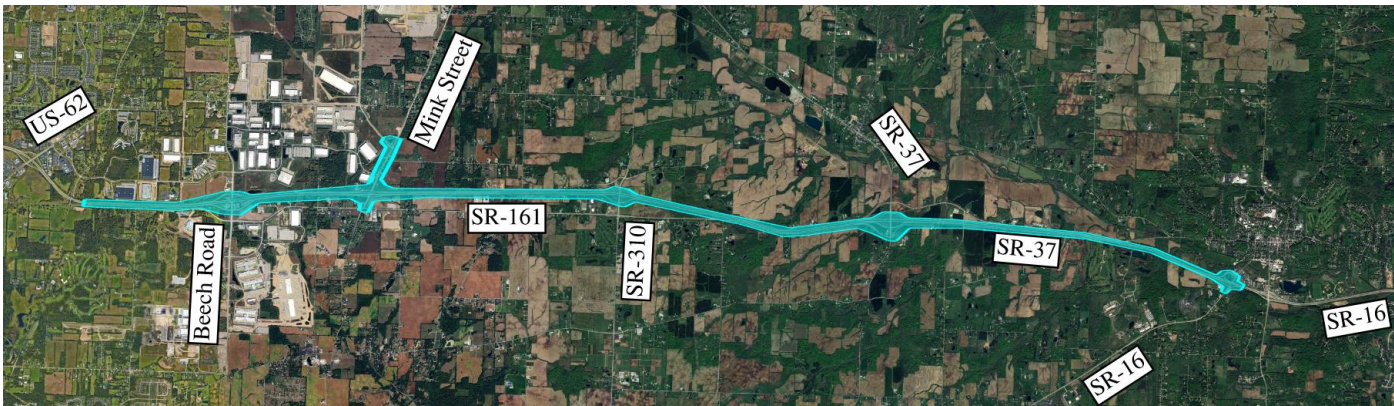 US-62
Mink Street
SR-37
Beech Road
SR-161
SR-310
SR-37
SR-16
SR-16